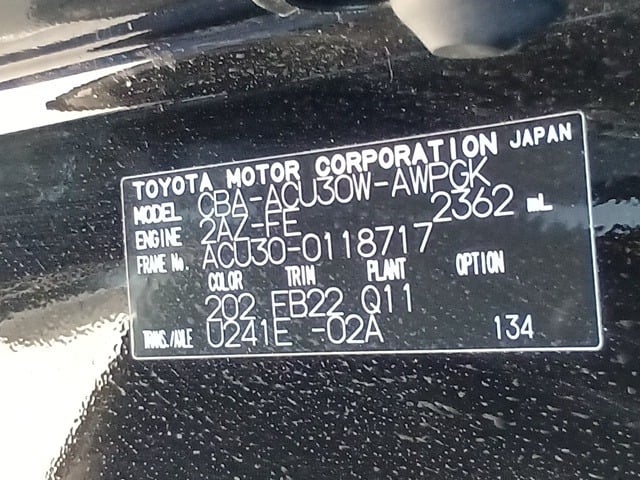 TOYOTA MOTOR CORPORATION JAPAN
MODEL CBA-ACU30W-AWPGK
ENGINE 2AZ-FE 2362 mL
FRAME No. ACU30-0118717
COLOR TRIM PLANT OPTION
202 EB22 Q11
TRANS./AXLE U241E -02A 134